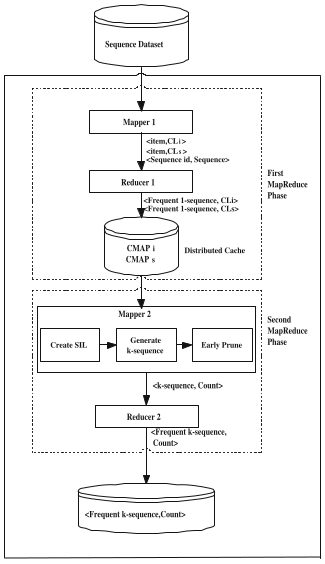 Sequence Dataset
Mapper 1
<item,CLi>
<item,CLs>
<Sequence id, Sequence>
First
MapReduce
Phase
Reducer 1
<Frequent 1-sequence, CLi>
<Frequent 1-sequence, CLs>
CMAP i
CMAP s
Distributed Cache
Mapper 2
Second
MapReduce
Phase
Create SIL
Generate
k-sequence
Early Prune
<k-sequence, Count>
Reducer 2
<Frequent k-sequence,
Count>
<Frequent k-sequence,Count>